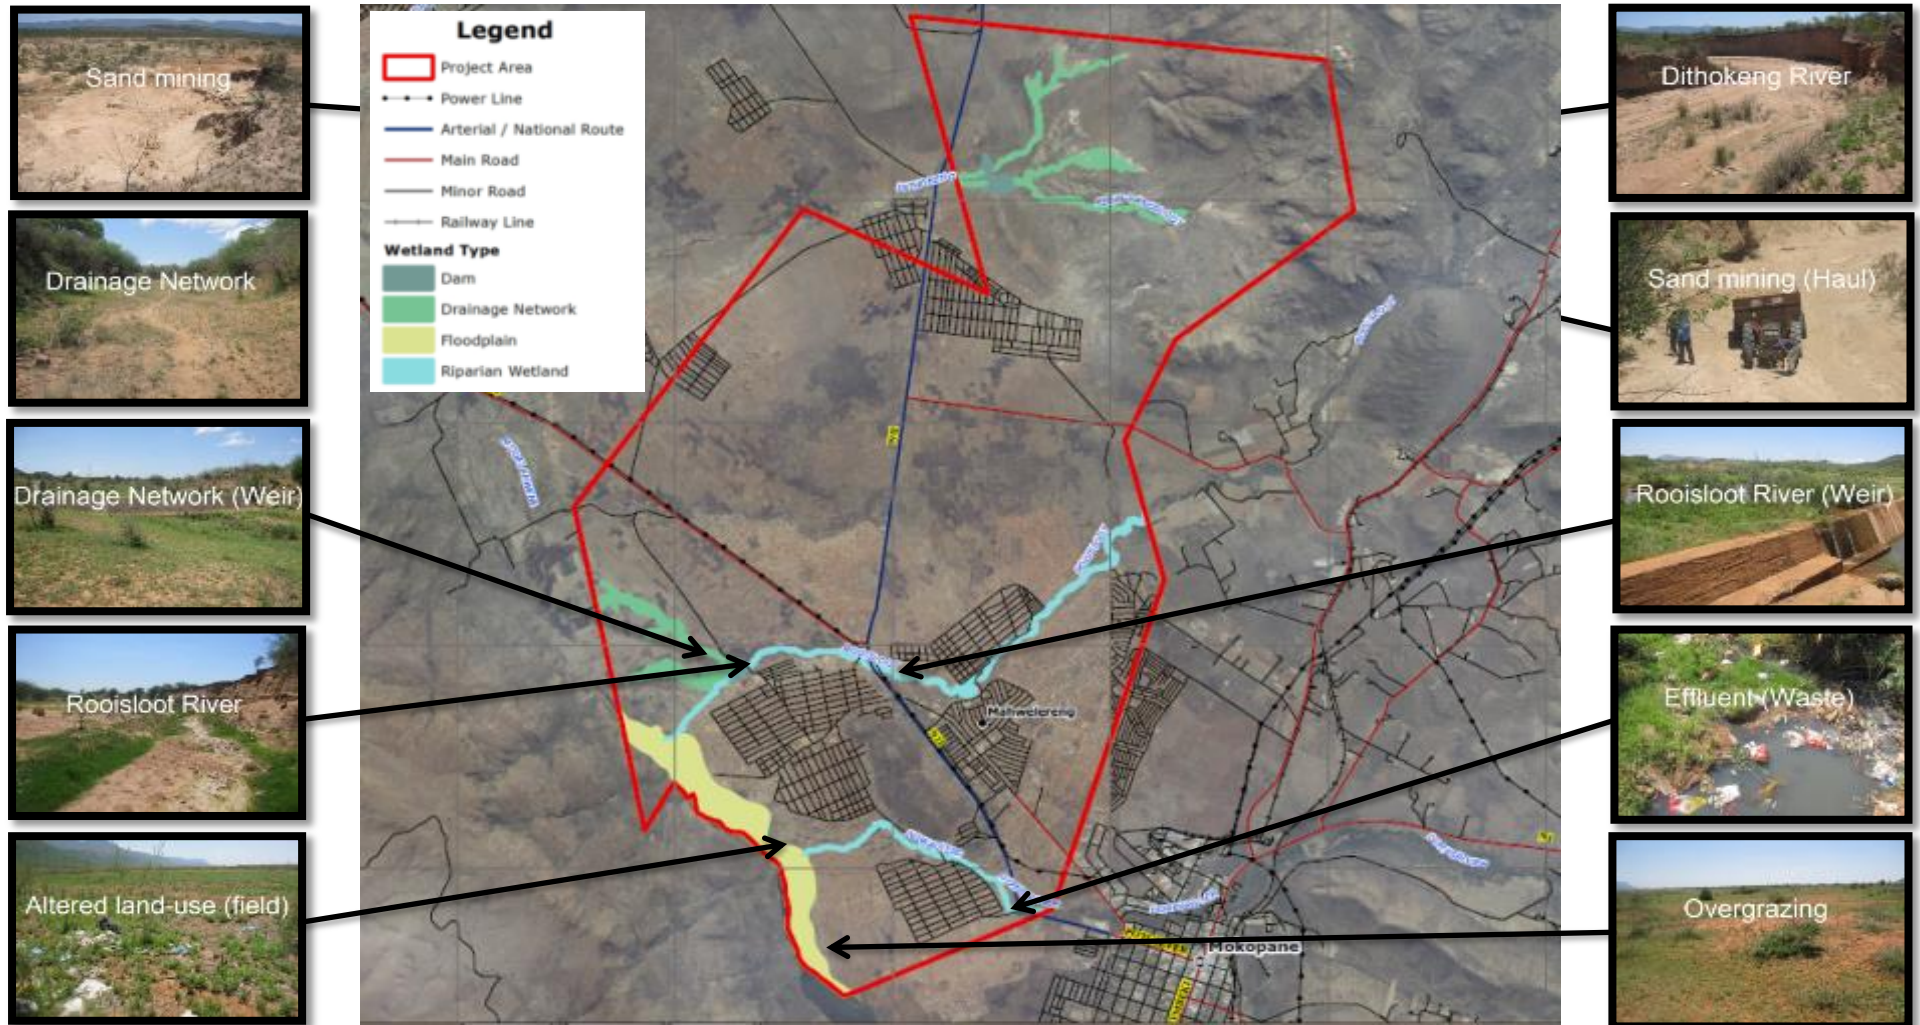 Sand mining
Drainage Network
Drainage Network (Weir)
Rooisloot River
Altered land-use (field)
Legend
Project Area
Power Line
Arterial / National Route
Main Road
Minor Road
Railway Line
Wetland Type
Dam
Drainage Network
Floodplain
Riparian Wetland
Mahwelereng
Mokopane
Dithokeng River
Sand mining (Haul)
Rooisloot River (Weir)
Effluent (Waste)
Overgrazing